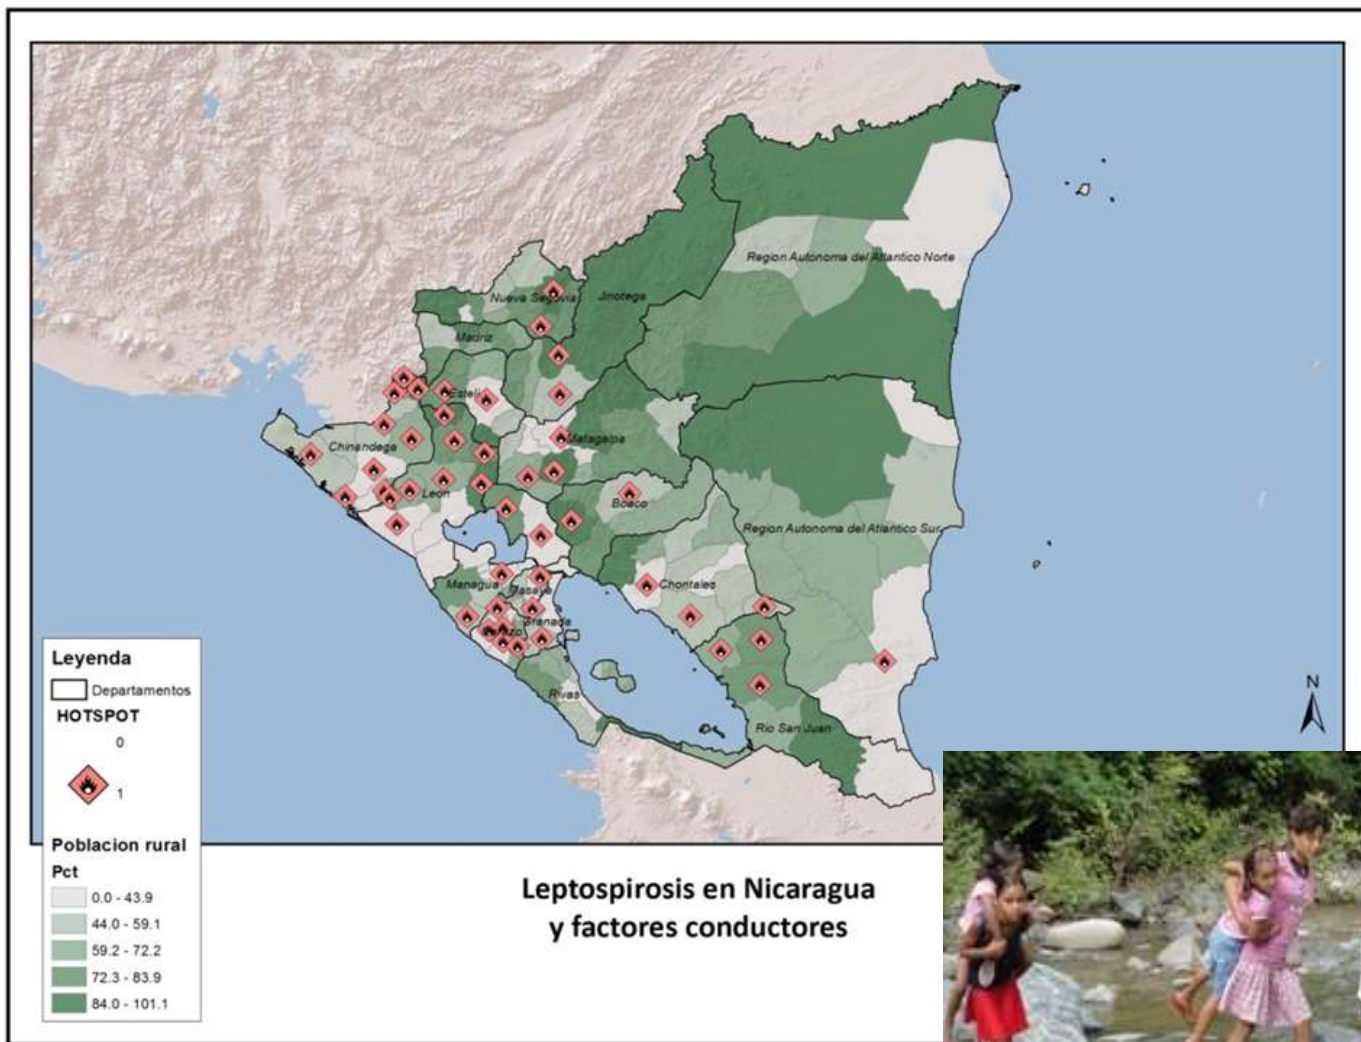 Region Autonoma del Atlantico Norte
Nueva Segovia
Jinotega
Madriz
Esteli
Matagalpa
Chinandega
Leon
Boaco
Region Autonoma del Atlantico Sur
Managua
Masaya
Chontales
Granada
Carazo
Rivas
Rio San Juan
N
Leyenda
Departamentos
HOTSPOT
0
1
Poblacion rural
Pct
0.0 - 43.9
44.0 - 59.1
59.2 - 72.2
72.3 - 83.9
84.0 - 101.1
Leptospirosis en Nicaragua
y factores conductores